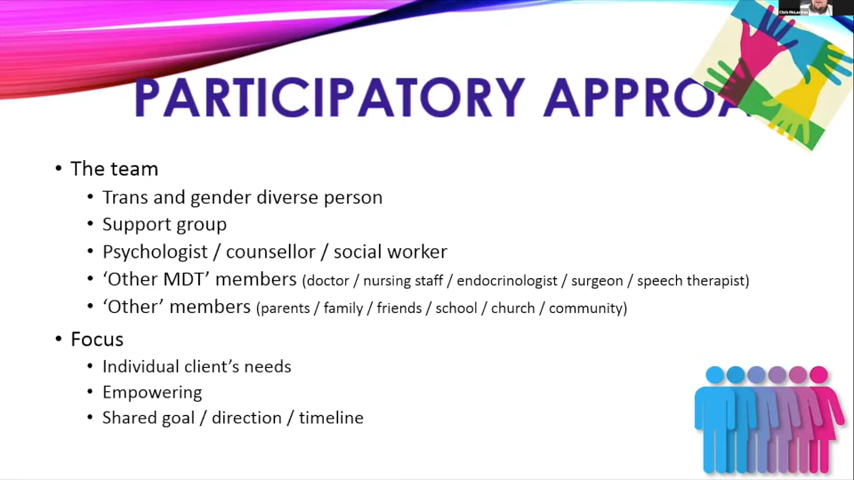 PARTICIPATORY APPROA
• The team
• Trans and gender diverse person
• Support group
• Psychologist / counsellor / social worker
• ‘Other MDT’ members (doctor / nursing staff / endocrinologist / surgeon / speech therapist)
• ‘Other’ members (parents / family / friends / school / church / community)
• Focus
• Individual client’s needs
• Empowering
• Shared goal / direction / timeline